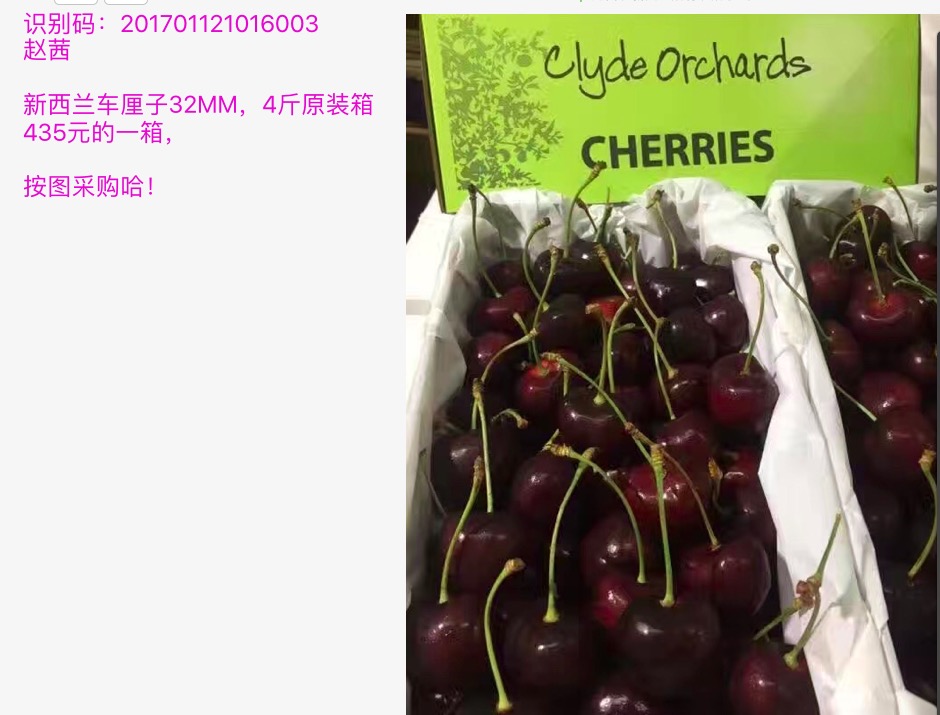 识别码：201701121016003
赵茜
新西兰车厘子32MM，4斤原装箱
435元的一箱，
按图采购哈！
Clyde Orchards
CHERRIES